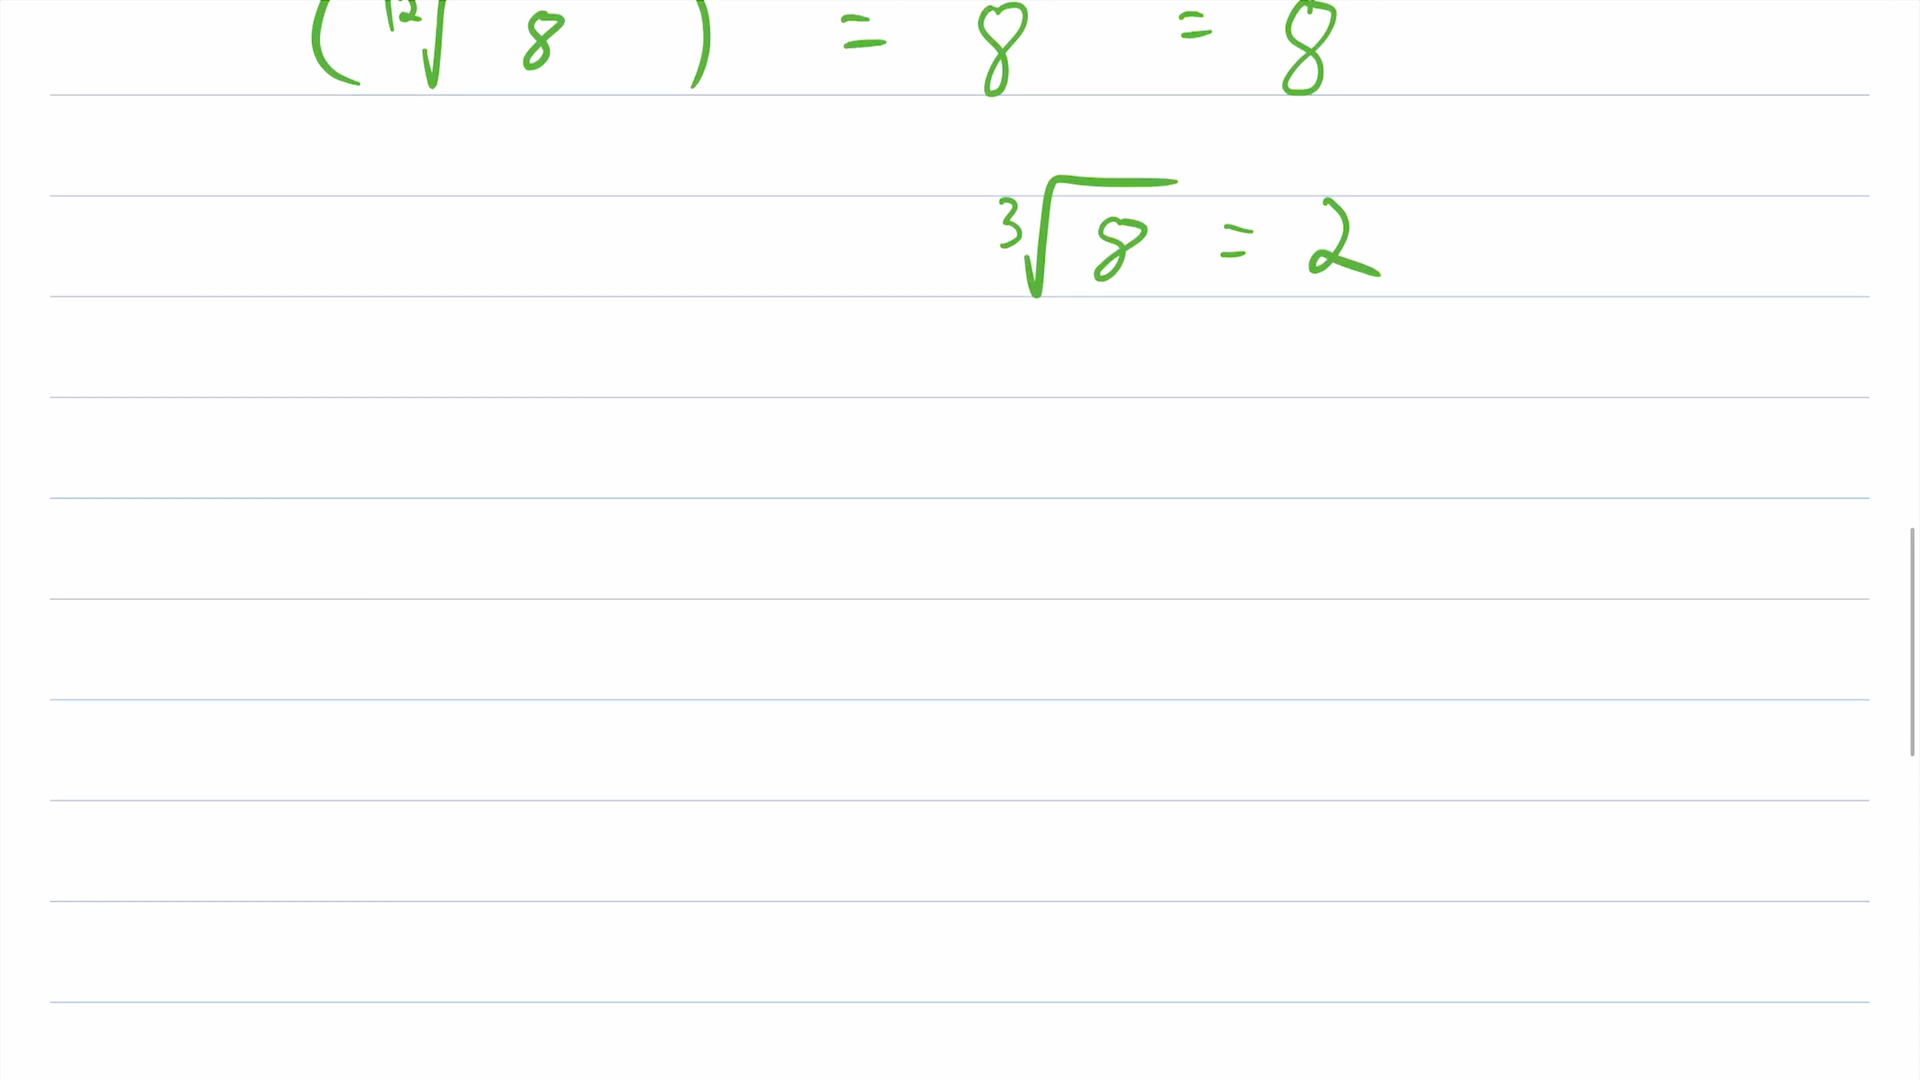 ( ¹²√8 ) = 8 = 8
³√8 = 2